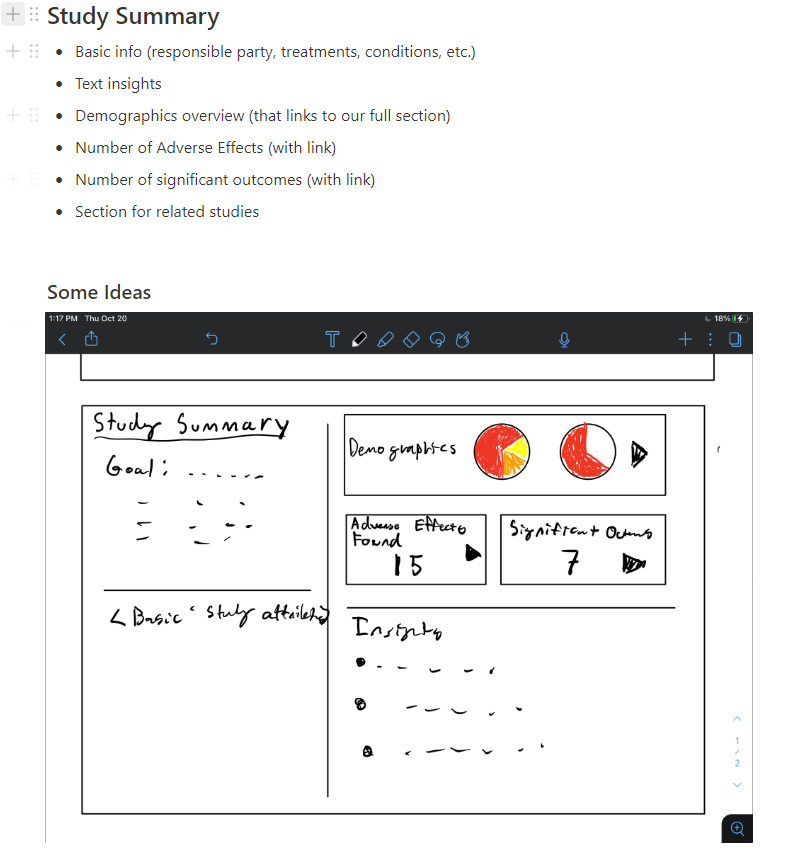 Study Summary
Basic info (responsible party, treatments, conditions, etc.)
Text insights
Demographics overview (that links to our full section)
Number of Adverse Effects (with link)
Number of significant outcomes (with link)
Section for related studies
Some Ideas
1:17 PM Thu Oct 20
18%
T
Study Summary
Goal:
< Basic Study
Demographics
Adverse Effects
Found
15
Significant
7
Insights
1
/
2